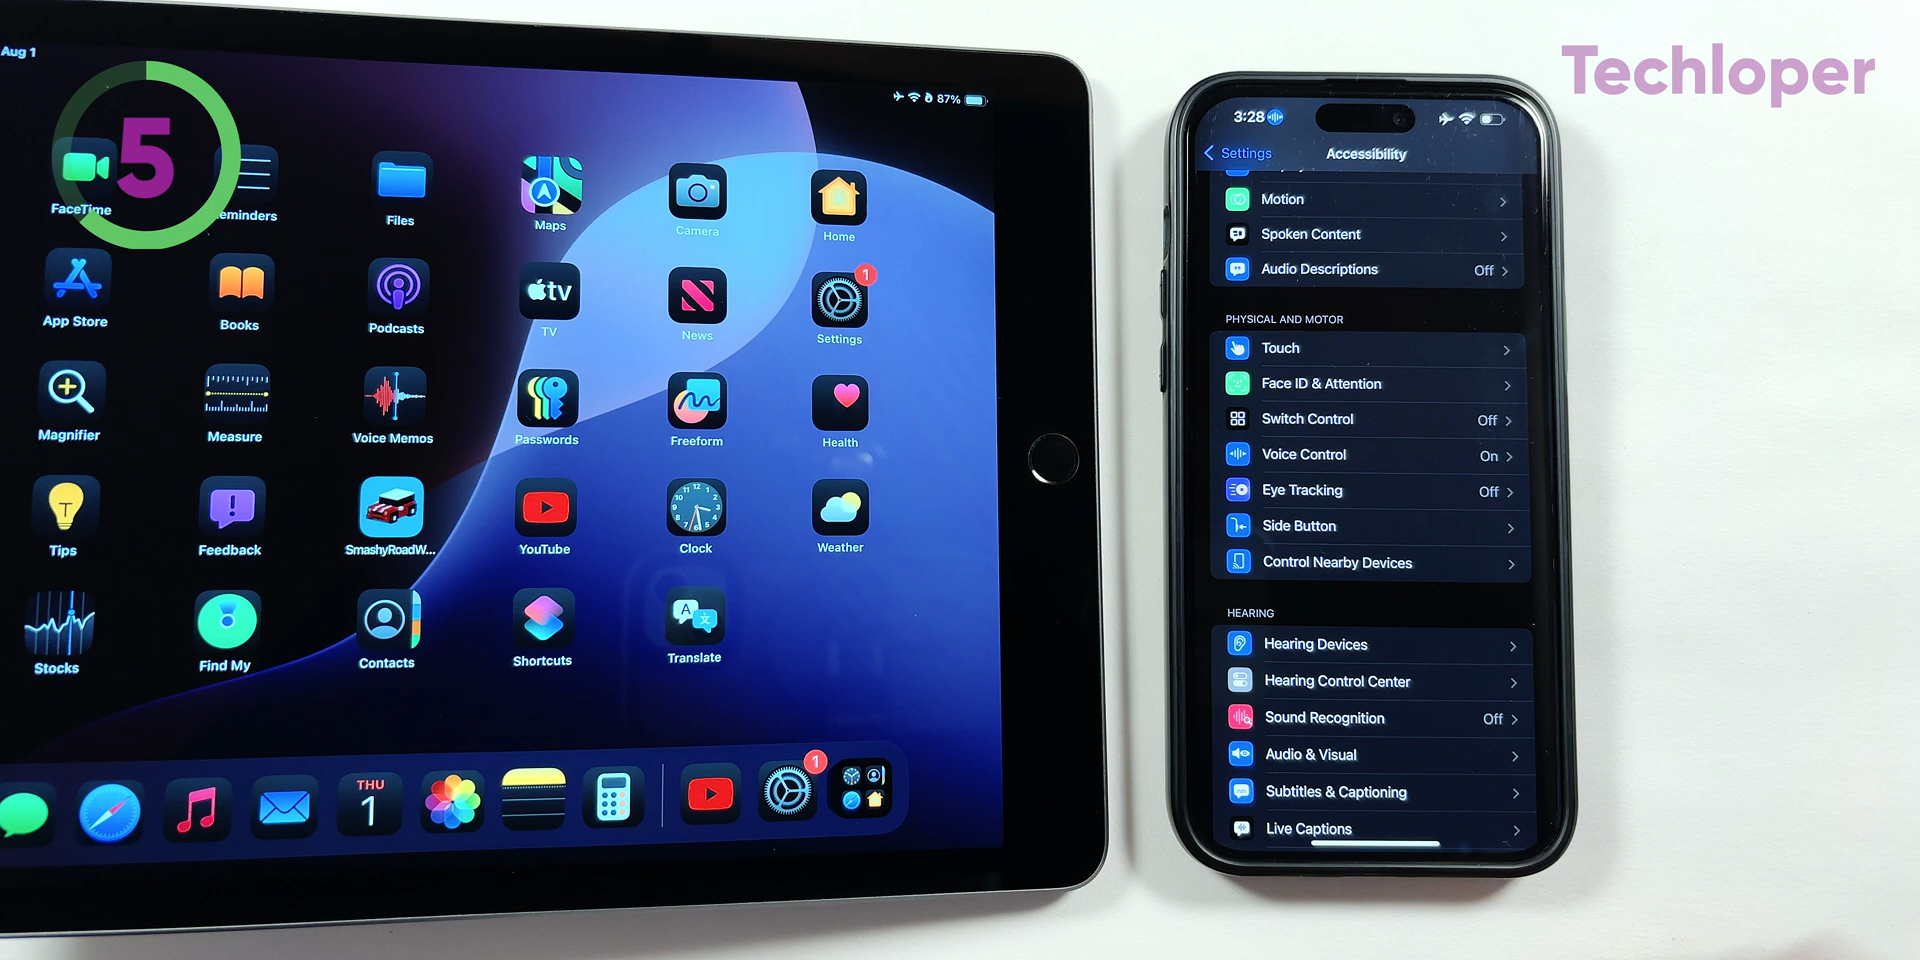 Techloper
Aug 1
87%
5
FaceTime
eminders
Files
Maps
Camera
Home
App Store
Books
Podcasts
tv
TV
News
1
Settings
Magnifier
Measure
Voice Memos
Passwords
Freeform
Health
T
Tips
!
Feedback
SmashyRoadW...
YouTube
Clock
Weather
Stocks
Find My
Contacts
Shortcuts
A
文
Translate
THU
1
1
3:28
Settings
Accessibility
Motion
Spoken Content
Audio Descriptions Off
PHYSICAL AND MOTOR
Touch
Face ID & Attention
Switch Control Off
Voice Control On
Eye Tracking Off
Side Button
Control Nearby Devices
HEARING
Hearing Devices
Hearing Control Center
Sound Recognition Off
Audio & Visual
Subtitles & Captioning
Live Captions